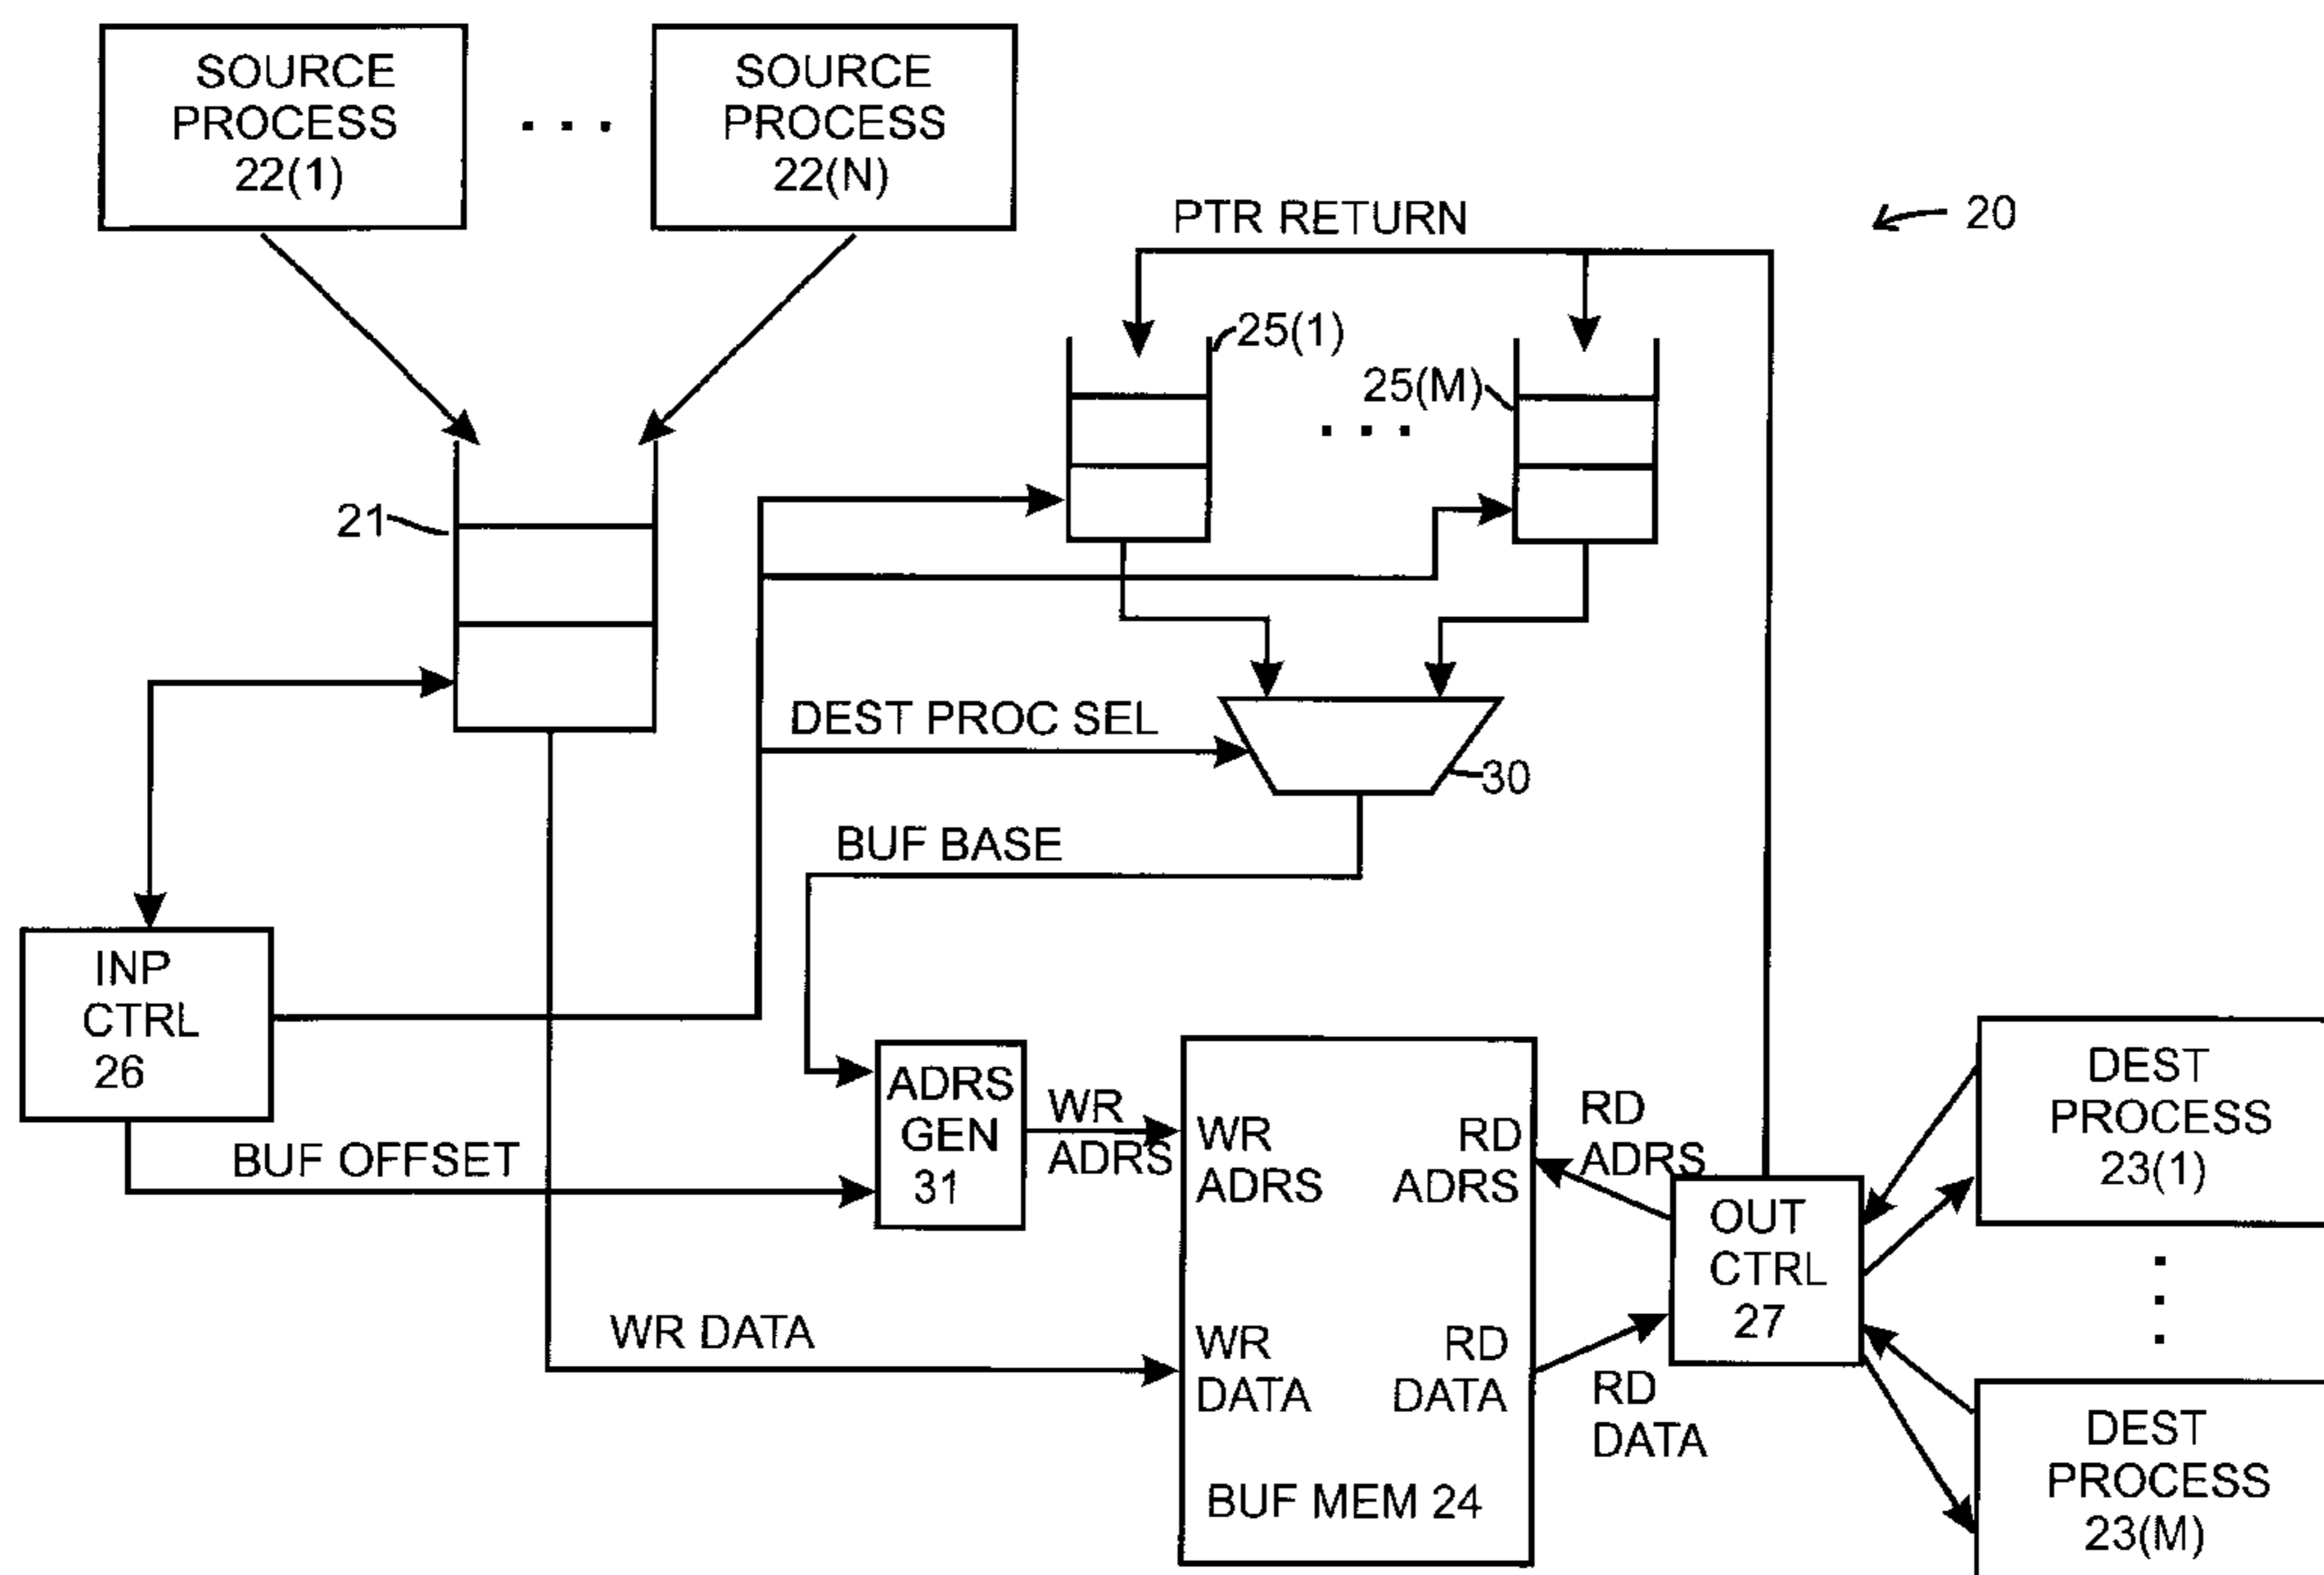 SOURCE
PROCESS
22(1)
. . .
SOURCE
PROCESS
22(N)
PTR RETURN
20
25(1)
25(M)
. . .
21
DEST PROC SEL
30
BUF BASE
INP
CTRL
26
BUF OFFSET
ADRS
GEN
31
WR
ADRS
WR
ADRS
RD
ADRS
RD
ADRS
OUT
CTRL
27
DEST
PROCESS
23(1)
WR DATA
WR
DATA
RD
DATA
RD
DATA
BUF MEM 24
DEST
PROCESS
23(M)